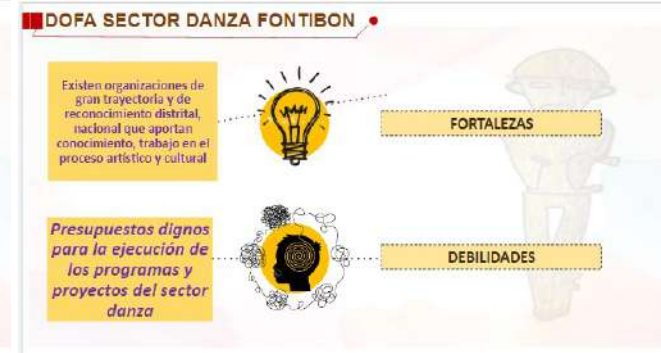 DOFA SECTOR DANZA FONTIBON
Existen organizaciones de
gran trayectoria y de
reconocimiento distrital,
nacional que aportan
conocimiento, trabajo en el
proceso artístico y cultural
FORTALEZAS
Presupuestos dignos
para la ejecución de
los programas y
proyectos del sector
danza
DEBILIDADES